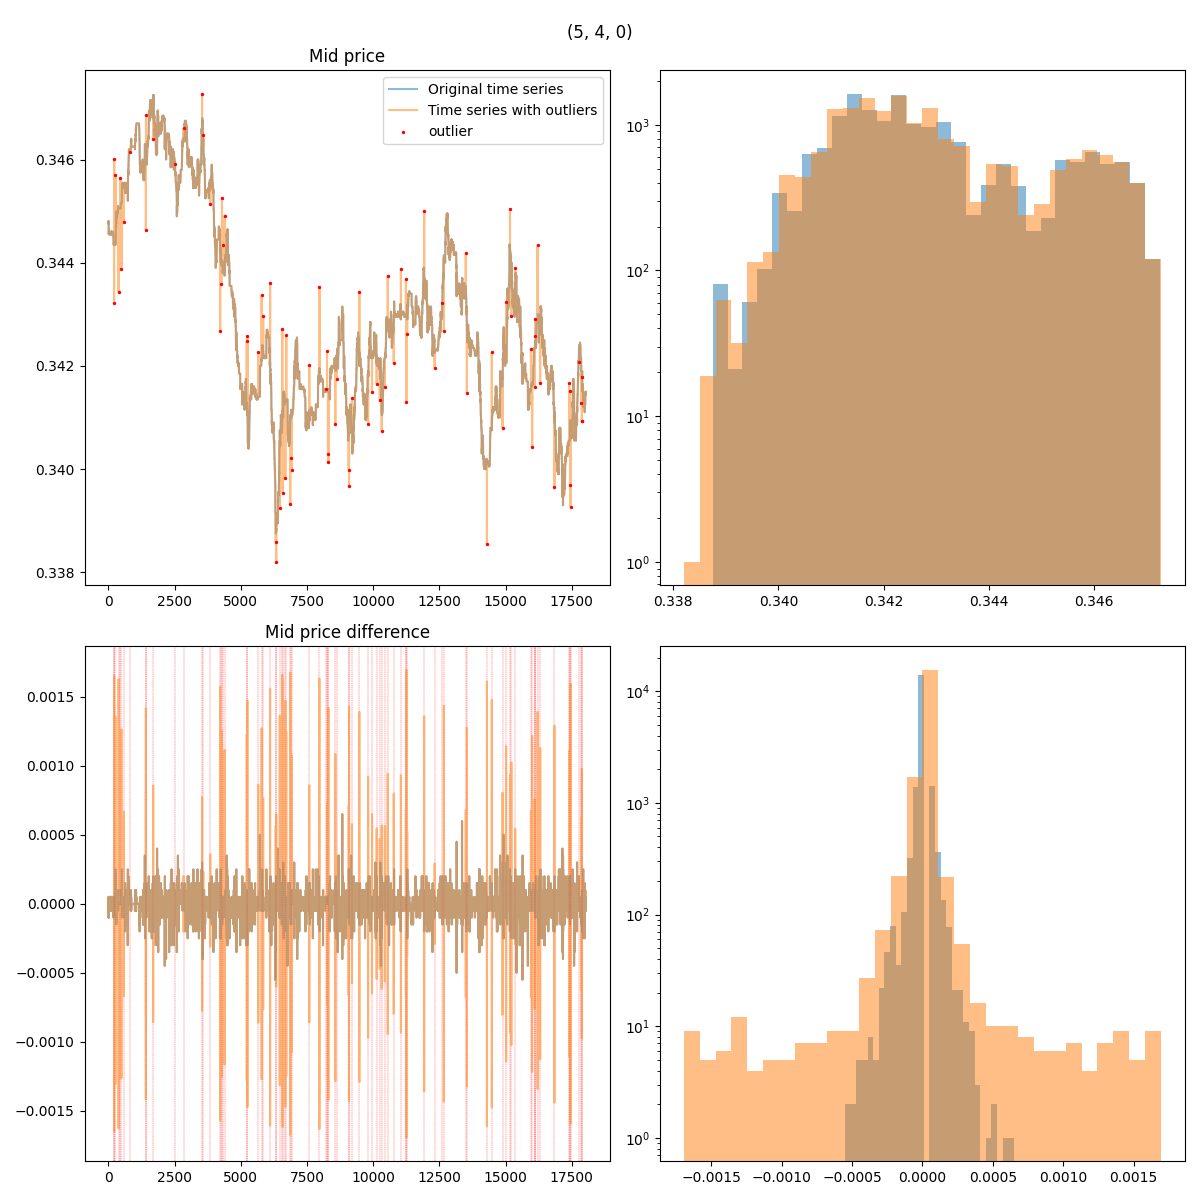 (5, 4, 0)
Mid price
Original time series
Time series with outliers
outlier
0.346
0.344
0.342
0.340
0.338
0 2500 5000 7500 10000 12500 15000 17500
10³
10²
10¹
10⁰
0.338 0.340 0.342 0.344 0.346
Mid price difference
0.0015
0.0010
0.0005
0.0000
−0.0005
−0.0010
−0.0015
0 2500 5000 7500 10000 12500 15000 17500
10⁴
10³
10²
10¹
10⁰
−0.0015 −0.0010 −0.0005 0.0000 0.0005 0.0010 0.0015